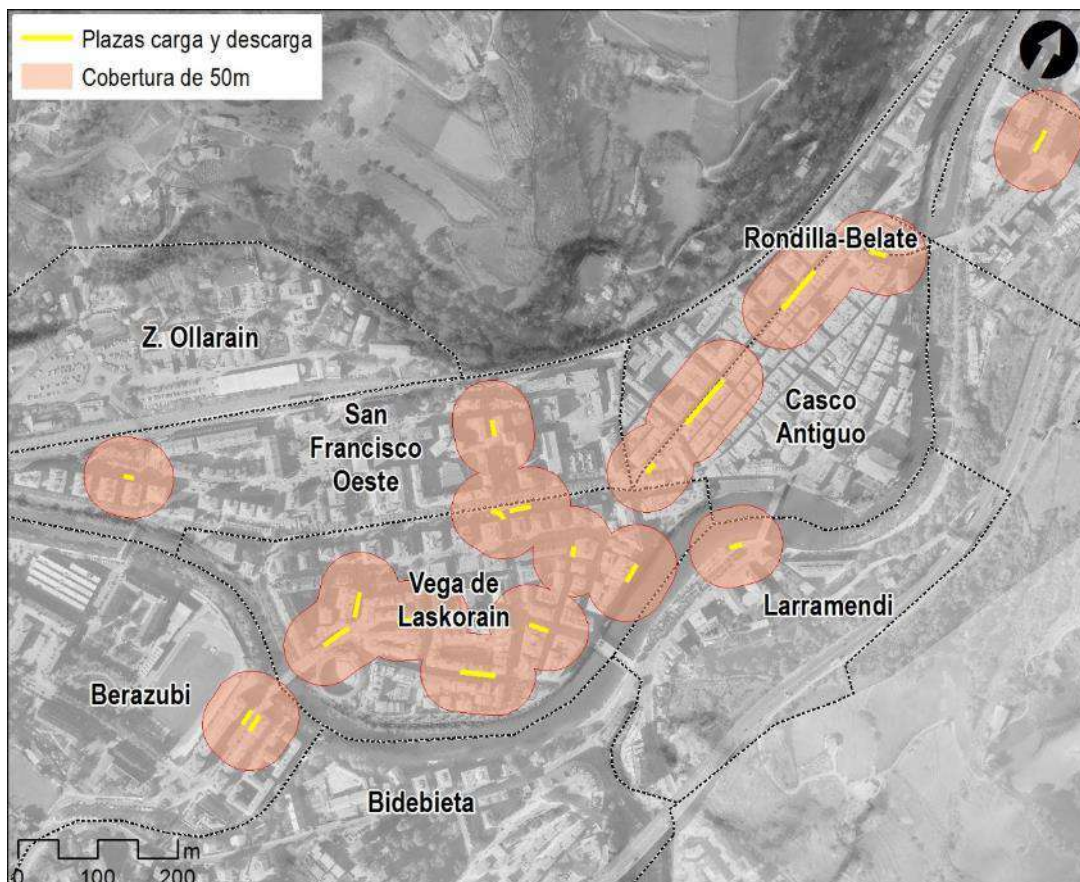 Plazas carga y descarga
Cobertura de 50m
Rondilla-Belate
Z. Ollarain
San
Francisco
Oeste
Casco
Antiguo
Vega de
Laskorain
Larramendi
Berazubi
Bidebieta
m
0 100 200